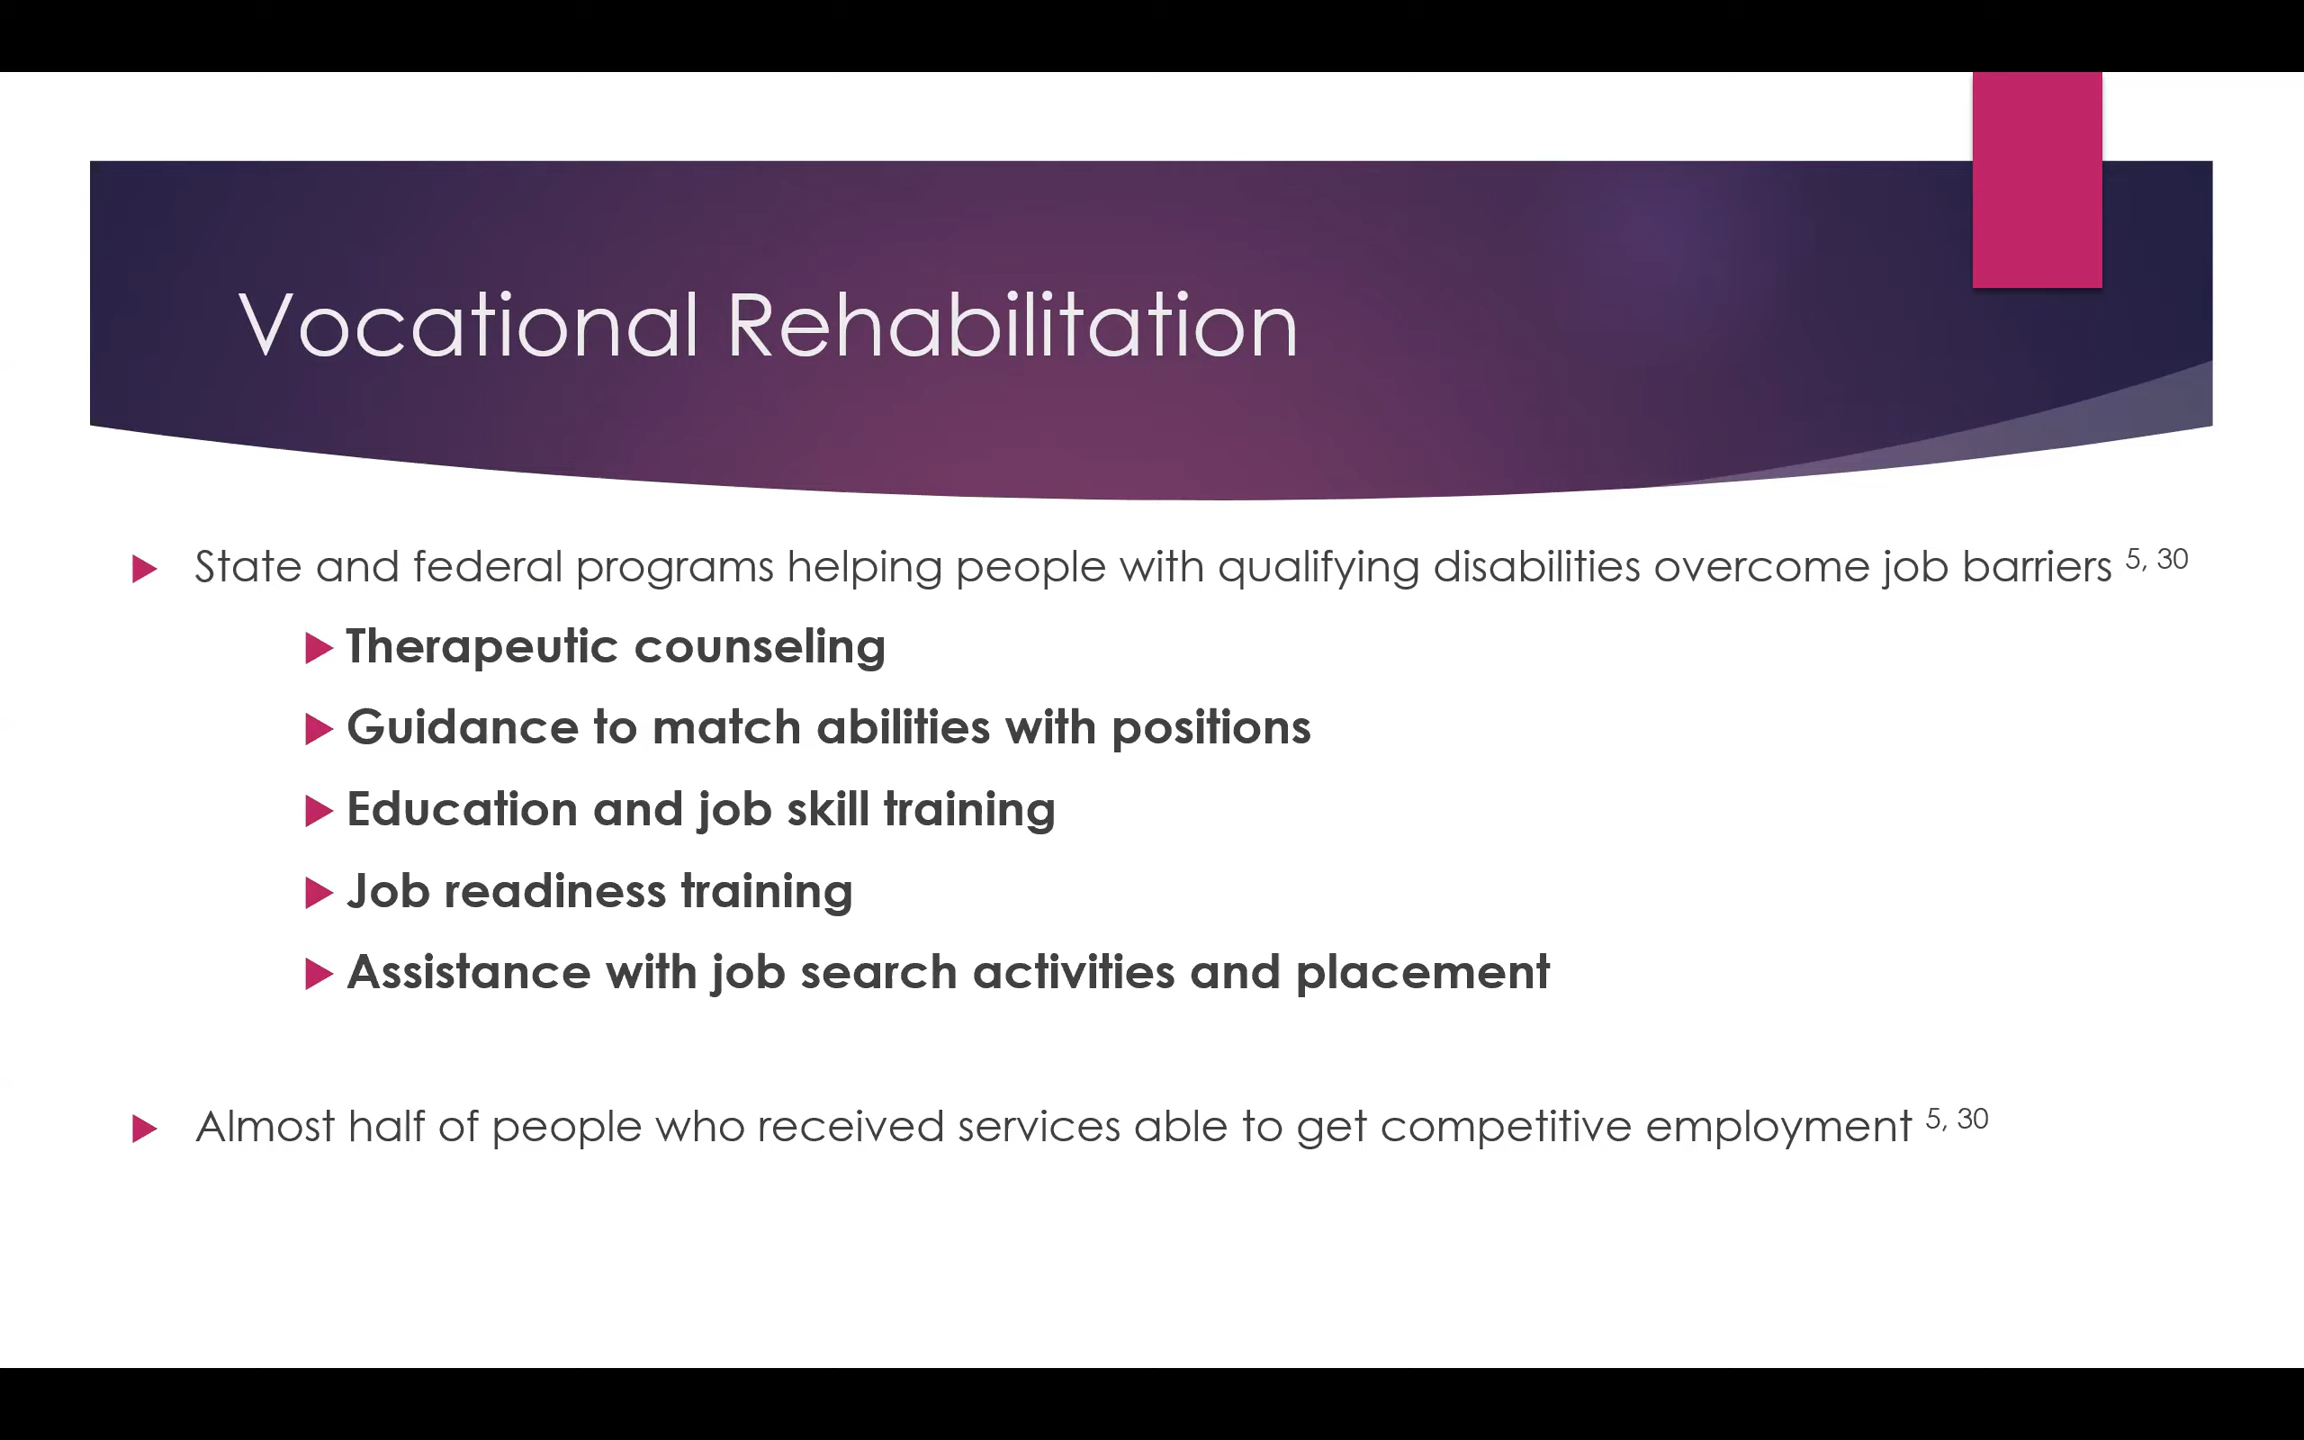 Vocational Rehabilitation
State and federal programs helping people with qualifying disabilities overcome job barriers 5, 30
Therapeutic counseling
Guidance to match abilities with positions
Education and job skill training
Job readiness training
Assistance with job search activities and placement
Almost half of people who received services able to get competitive employment 5, 30